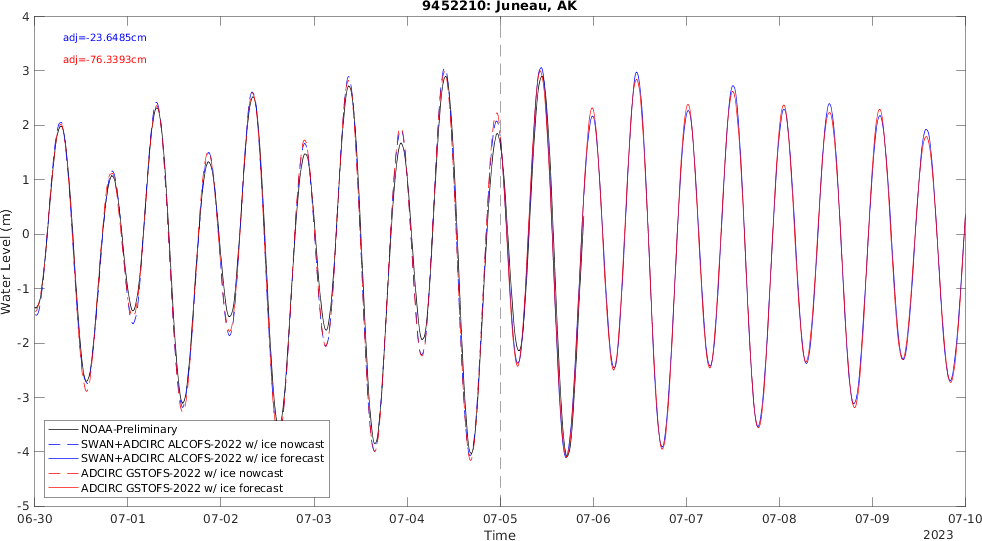 9452210: Juneau, AK
adj=-23.6485cm
adj=-76.3393cm
4
3
2
1
0
-1
-2
-3
-4
-5
Water Level (m)
NOAA-Preliminary
SWAN+ADCIRC ALCOFS-2022 w/ ice nowcast
SWAN+ADCIRC ALCOFS-2022 w/ ice forecast
ADCIRC GSTOFS-2022 w/ ice nowcast
ADCIRC GSTOFS-2022 w/ ice forecast
06-30 07-01 07-02 07-03 07-04 07-05 07-06 07-07 07-08 07-09 07-10
Time
2023